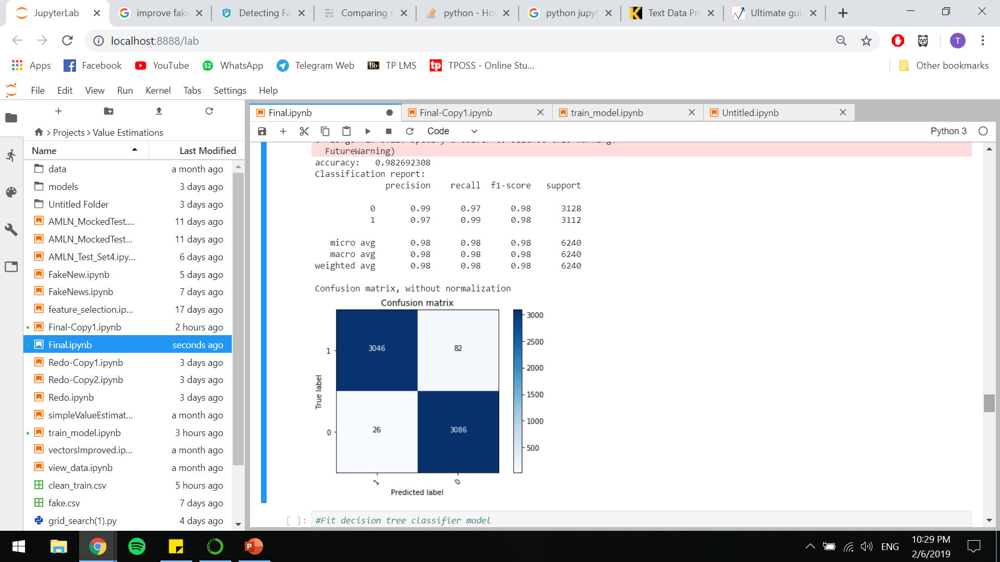 JupyterLab
improve fake
Detecting Fa
Comparing s
python - Ho
python jupyt
Text Data Pre
Ultimate gui
localhost:8888/lab
T
Apps
Facebook
YouTube
52
WhatsApp
Telegram Web
Bb
TP LMS
tp
TPOSS - Online Stu...
Other bookmarks
File Edit View Run Kernel Tabs Settings Help
Final.ipynb
Final-Copy1.ipynb
train_model.ipynb
Untitled.ipynb
Code
Python 3
Projects > Value Estimations
Name Last Modified
data a month ago
models 3 days ago
Untitled Folder 3 days ago
AMLN_MockedTest.... 11 days ago
AMLN_MockedTest... 11 days ago
AMLN_Test_Set4.ipy... 6 days ago
FakeNew.ipynb 5 days ago
FakeNews.ipynb 7 days ago
feature_selection.ip... 17 days ago
Final-Copy1.ipynb 2 hours ago
Final.ipynb seconds ago
Redo-Copy1.ipynb 3 days ago
Redo-Copy2.ipynb 3 days ago
Redo.ipynb 3 days ago
simpleValueEstimat... a month ago
train_model.ipynb 3 hours ago
vectorsImproved.ip... a month ago
view_data.ipynb a month ago
clean_train.csv 5 hours ago
fake.csv 7 days ago
grid_search(1).py 4 days ago
FutureWarning)
accuracy: 0.982692308
Classification report:
precision recall f1-score support
0 0.99 0.97 0.98 3128
1 0.97 0.99 0.98 3112
micro avg 0.98 0.98 0.98 6240
macro avg 0.98 0.98 0.98 6240
weighted avg 0.98 0.98 0.98 6240
Confusion matrix, without normalization
Confusion matrix
3000
2500
2000
1500
1000
500
1
3046 82
True label
0
26 3086
1 0
Predicted label
[ ]: #Fit decision tree classifier model
P
ENG
10:29 PM
2/6/2019